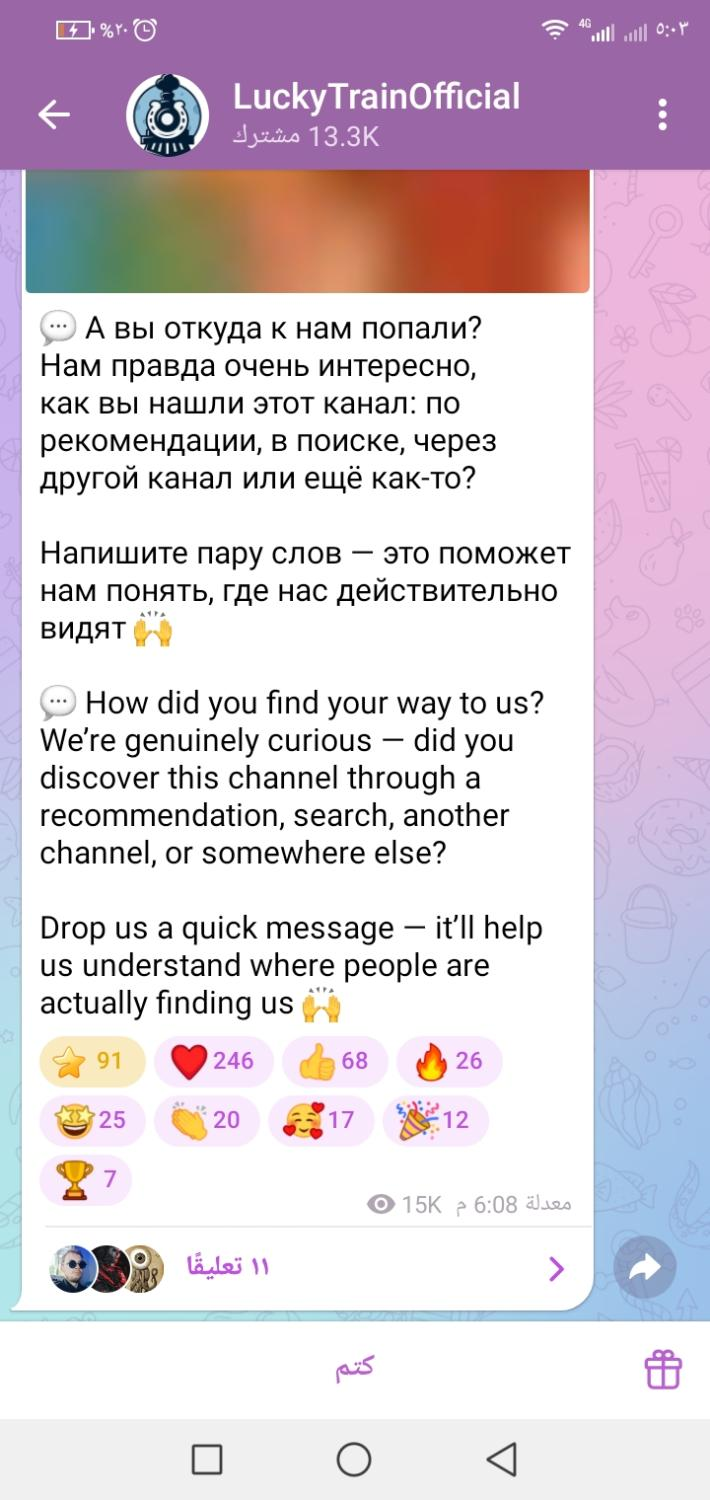 %٢٠
4G
٥:٠٣
LuckyTrainOfficial
13.3K مشترك
💬 А вы откуда к нам попали?
Нам правда очень интересно,
как вы нашли этот канал: по
рекомендации, в поиске, через
другой канал или ещё как-то?
Напишите пару слов — это поможет
нам понять, где нас действительно
видят 🙌
💬 How did you find your way to us?
We’re genuinely curious — did you
discover this channel through a
recommendation, search, another
channel, or somewhere else?
Drop us a quick message — it’ll help
us understand where people are
actually finding us 🙌
⭐ 91 ❤️ 246 👍 68 🔥 26
🤩 25 👏 20 🥰 17 🎉 12
🏆 7
15K معدلة 6:08 م
١١ تعليقًا
كتم